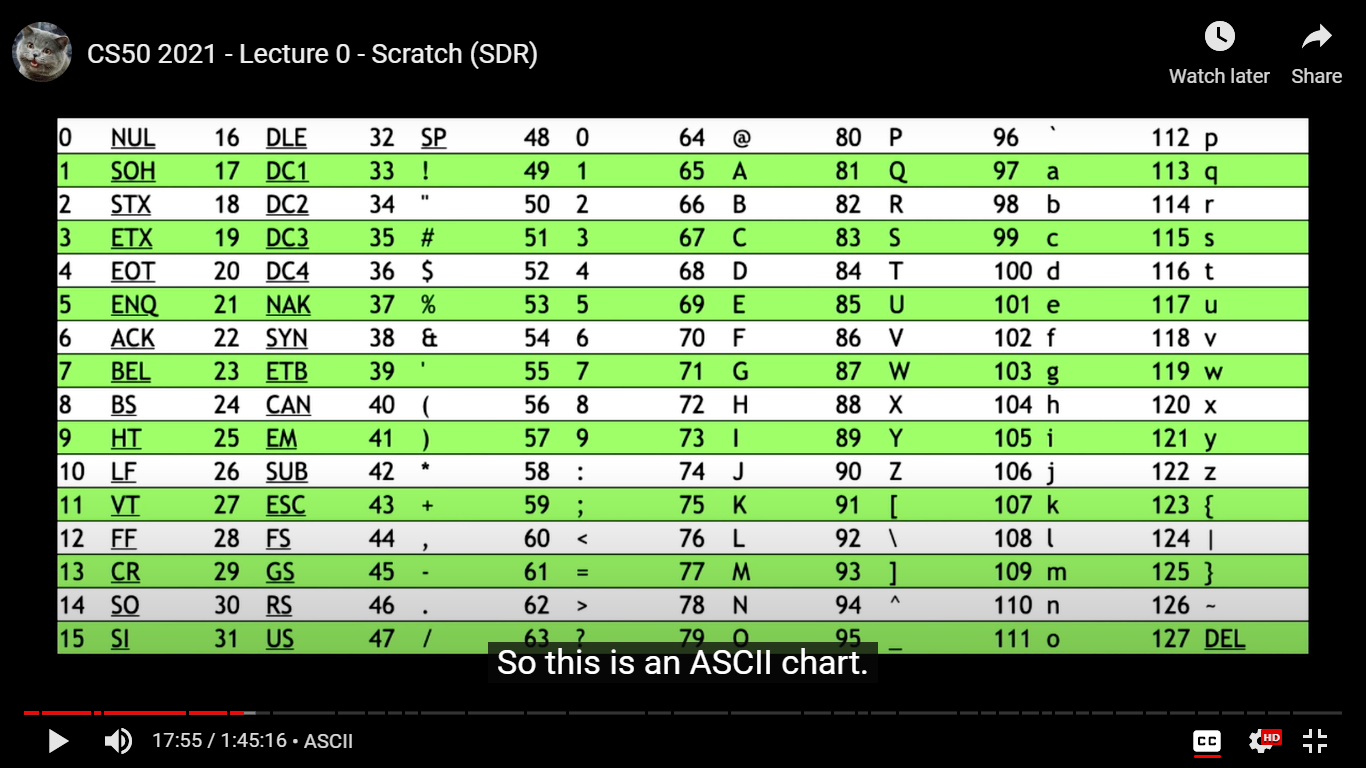 CS50 2021 - Lecture 0 - Scratch (SDR)
Watch later Share
0 NUL 16 DLE 32 SP 48 0 64 @ 80 P 96 ` 112 p
1 SOH 17 DC1 33 ! 49 1 65 A 81 Q 97 a 113 q
2 STX 18 DC2 34 " 50 2 66 B 82 R 98 b 114 r
3 ETX 19 DC3 35 # 51 3 67 C 83 S 99 c 115 s
4 EOT 20 DC4 36 $ 52 4 68 D 84 T 100 d 116 t
5 ENQ 21 NAK 37 % 53 5 69 E 85 U 101 e 117 u
6 ACK 22 SYN 38 & 54 6 70 F 86 V 102 f 118 v
7 BEL 23 ETB 39 ' 55 7 71 G 87 W 103 g 119 w
8 BS 24 CAN 40 ( 56 8 72 H 88 X 104 h 120 x
9 HT 25 EM 41 ) 57 9 73 I 89 Y 105 i 121 y
10 LF 26 SUB 42 * 58 : 74 J 90 Z 106 j 122 z
11 VT 27 ESC 43 + 59 ; 75 K 91 [ 107 k 123 {
12 FF 28 FS 44 , 60 < 76 L 92 \ 108 l 124 |
13 CR 29 GS 45 - 61 = 77 M 93 ] 109 m 125 }
14 SO 30 RS 46 . 62 > 78 N 94 ^ 110 n 126 ~
15 SI 31 US 47 / 63 ? 79 O 95 _ 111 o 127 DEL
So this is an ASCII chart.
17:55 / 1:45:16 • ASCII CC HD